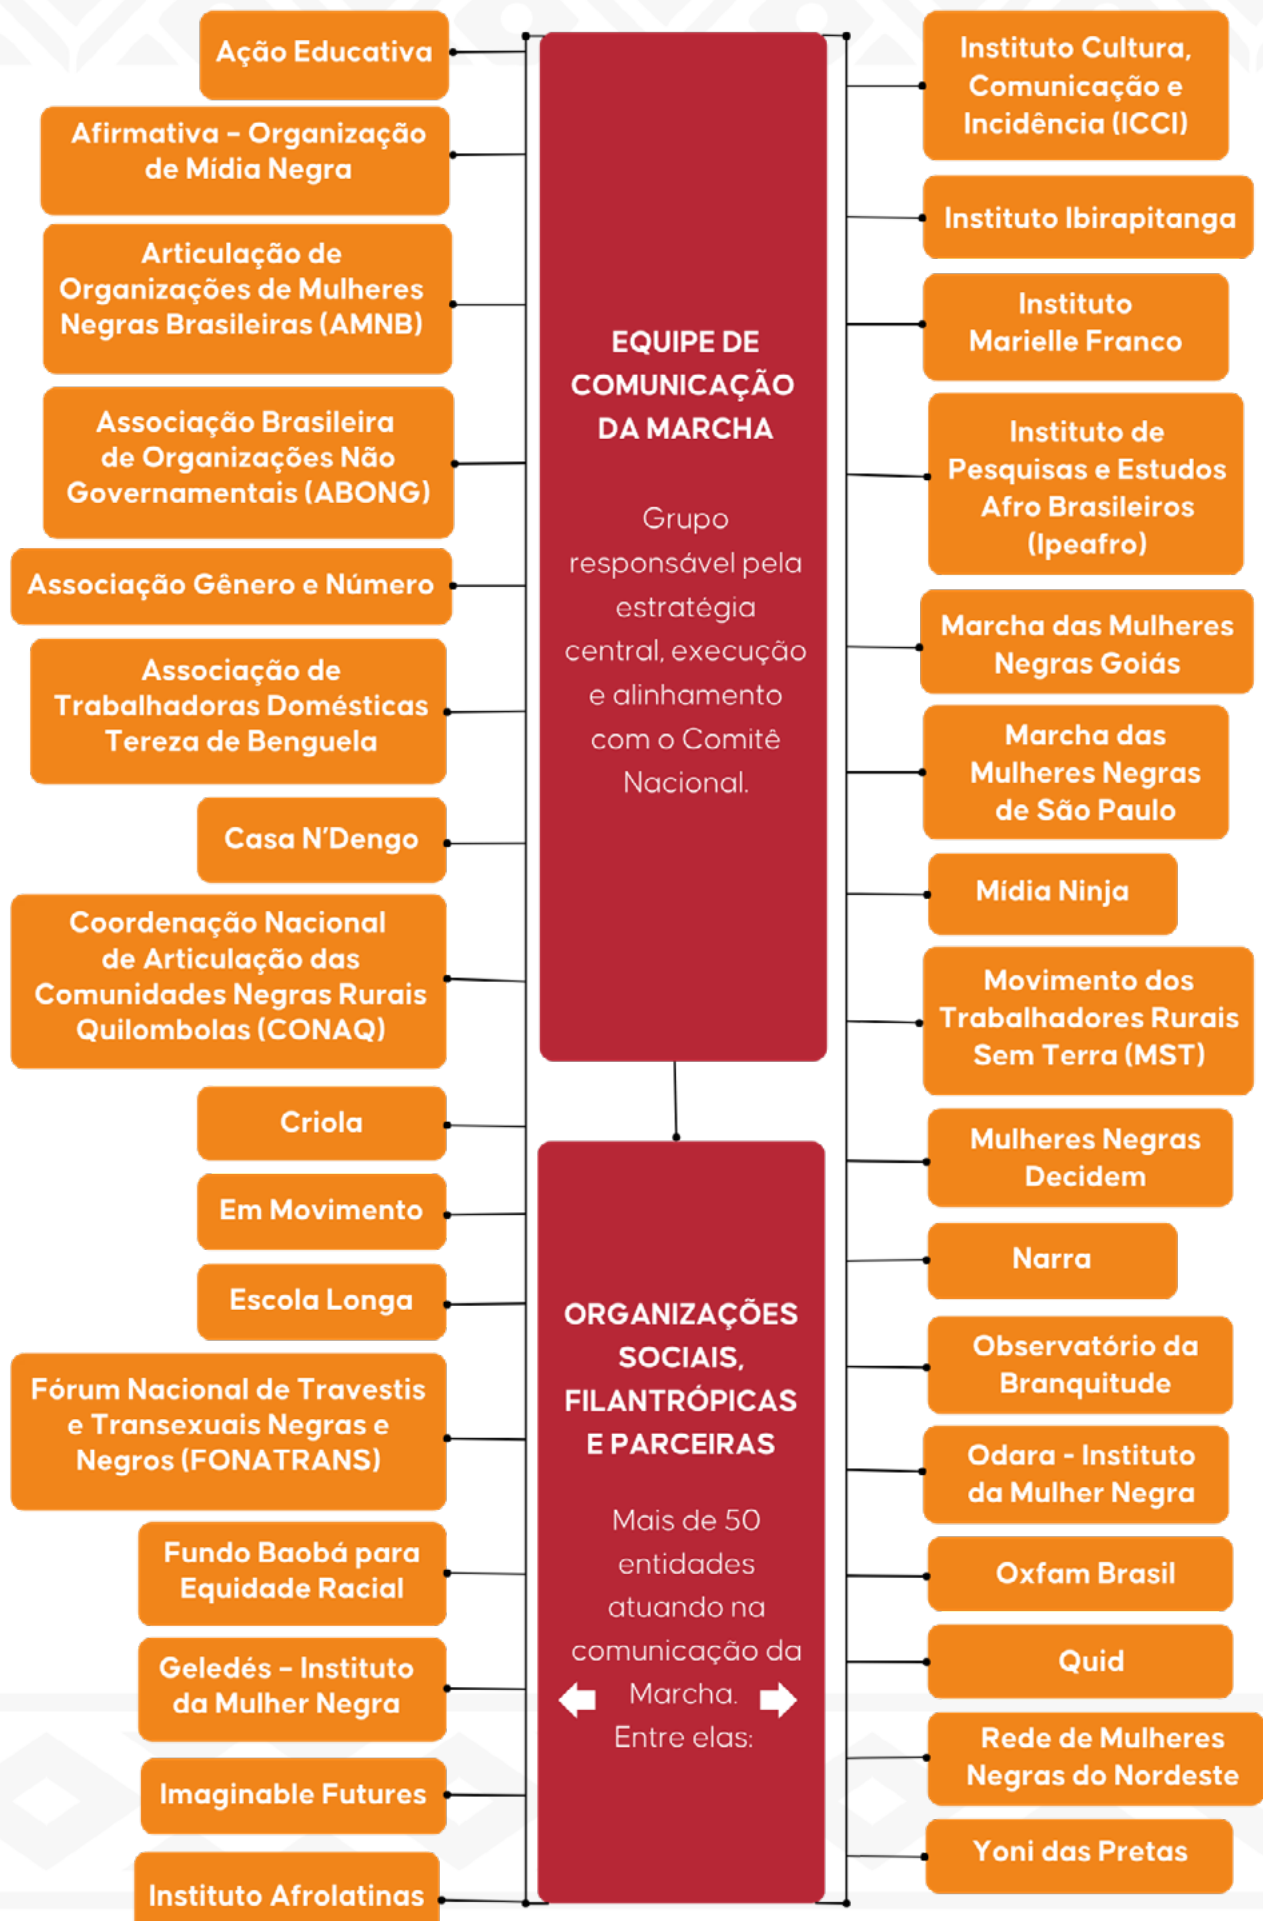 Ação Educativa
Afirmativa – Organização
de Mídia Negra
Articulação de
Organizações de Mulheres
Negras Brasileiras (AMNB)
Associação Brasileira
de Organizações Não
Governamentais (ABONG)
Associação Gênero e Número
Associação de
Trabalhadoras Domésticas
Tereza de Benguela
Casa N’Dengo
Coordenação Nacional
de Articulação das
Comunidades Negras Rurais
Quilombolas (CONAQ)
Criola
Em Movimento
Escola Longa
Fórum Nacional de Travestis
e Transexuais Negras e
Negros (FONATRANS)
Fundo Baobá para
Equidade Racial
Geledés – Instituto
da Mulher Negra
Imaginable Futures
Instituto Afrolatinas
EQUIPE DE
COMUNICAÇÃO
DA MARCHA
Grupo
responsável pela
estratégia
central, execução
e alinhamento
com o Comitê
Nacional.
ORGANIZAÇÕES
SOCIAIS,
FILANTRÓPICAS
E PARCEIRAS
Mais de 50
entidades
atuando na
comunicação da
Marcha.
Entre elas:
Instituto Cultura,
Comunicação e
Incidência (ICCI)
Instituto Ibirapitanga
Instituto
Marielle Franco
Instituto de
Pesquisas e Estudos
Afro Brasileiros
(Ipeafro)
Marcha das Mulheres
Negras Goiás
Marcha das
Mulheres Negras
de São Paulo
Mídia Ninja
Movimento dos
Trabalhadores Rurais
Sem Terra (MST)
Mulheres Negras
Decidem
Narra
Observatório da
Branquitude
Odara - Instituto
da Mulher Negra
Oxfam Brasil
Quid
Rede de Mulheres
Negras do Nordeste
Yoni das Pretas